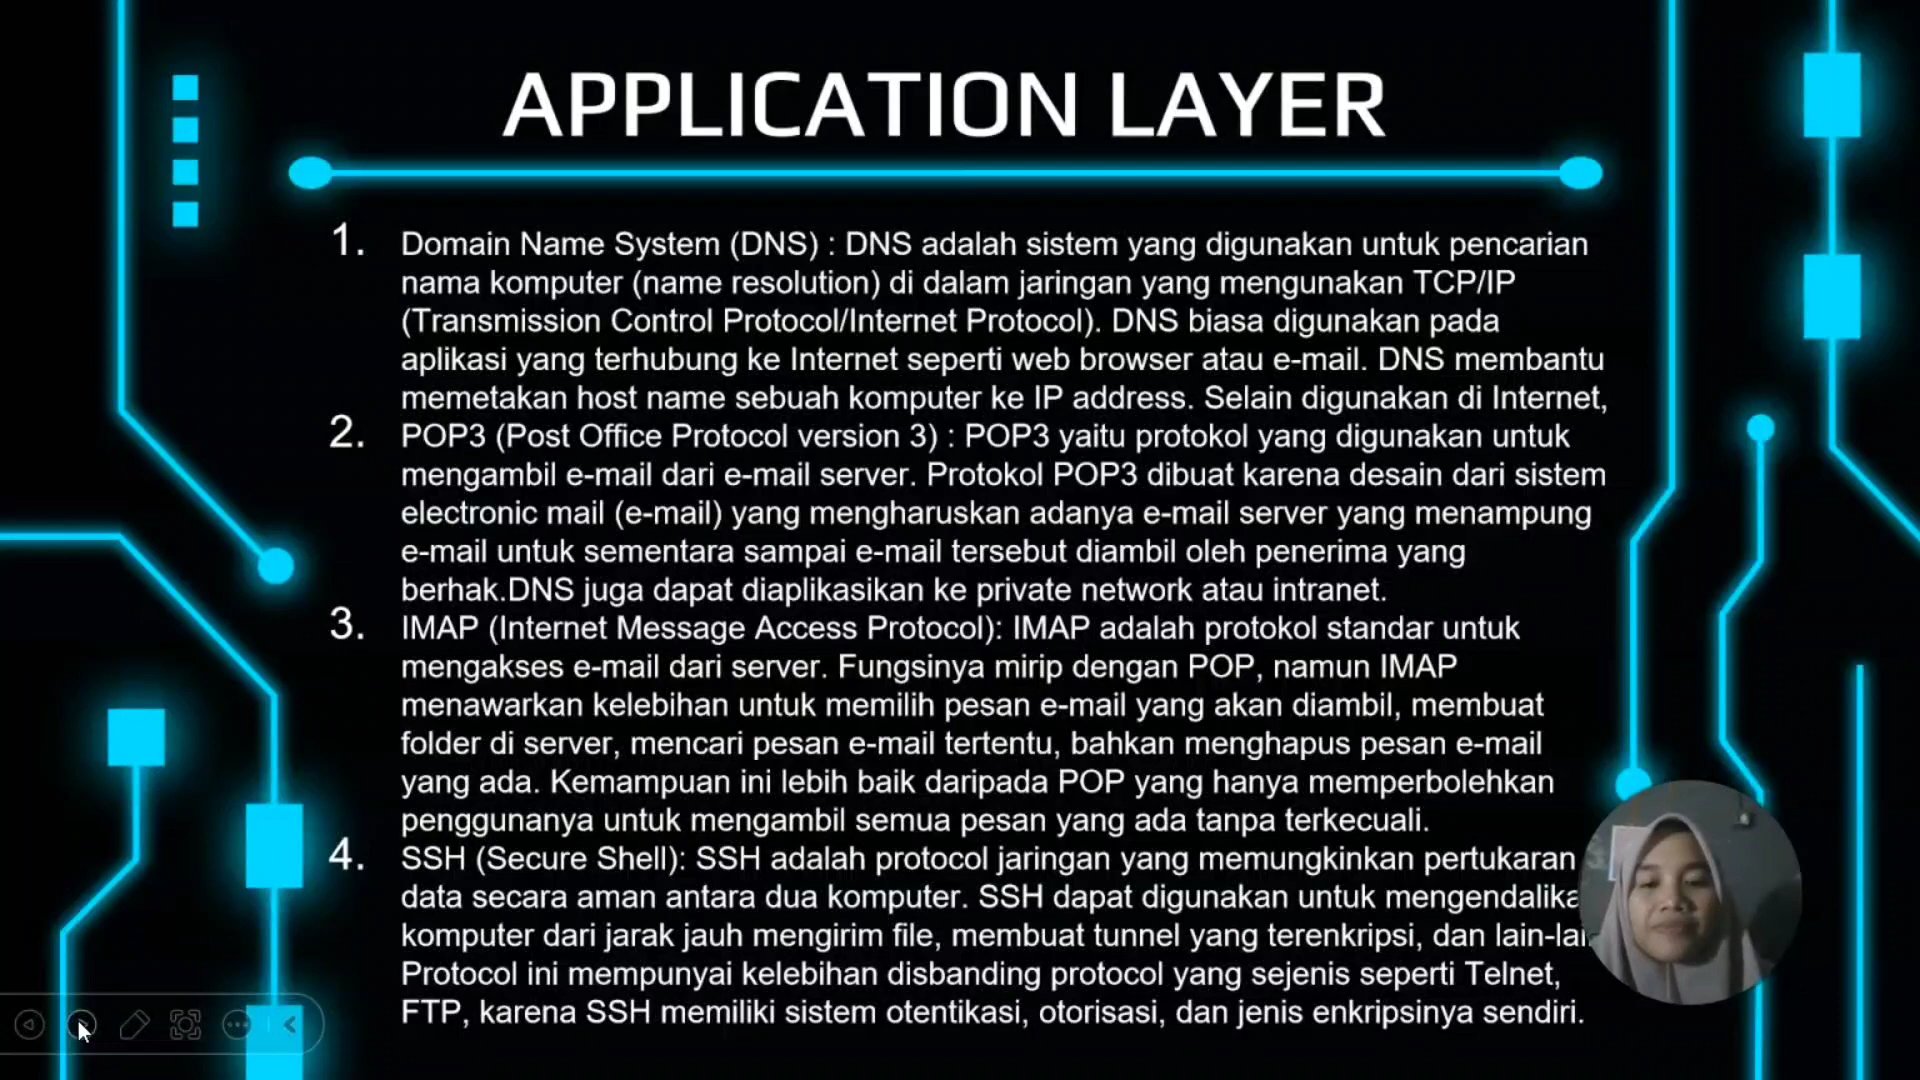 APPLICATION LAYER
1. Domain Name System (DNS) : DNS adalah sistem yang digunakan untuk pencarian
nama komputer (name resolution) di dalam jaringan yang mengunakan TCP/IP
(Transmission Control Protocol/Internet Protocol). DNS biasa digunakan pada
aplikasi yang terhubung ke Internet seperti web browser atau e-mail. DNS membantu
memetakan host name sebuah komputer ke IP address. Selain digunakan di Internet,
2. POP3 (Post Office Protocol version 3) : POP3 yaitu protokol yang digunakan untuk
mengambil e-mail dari e-mail server. Protokol POP3 dibuat karena desain dari sistem
electronic mail (e-mail) yang mengharuskan adanya e-mail server yang menampung
e-mail untuk sementara sampai e-mail tersebut diambil oleh penerima yang
berhak.DNS juga dapat diaplikasikan ke private network atau intranet.
3. IMAP (Internet Message Access Protocol): IMAP adalah protokol standar untuk
mengakses e-mail dari server. Fungsinya mirip dengan POP, namun IMAP
menawarkan kelebihan untuk memilih pesan e-mail yang akan diambil, membuat
folder di server, mencari pesan e-mail tertentu, bahkan menghapus pesan e-mail
yang ada. Kemampuan ini lebih baik daripada POP yang hanya memperbolehkan
penggunanya untuk mengambil semua pesan yang ada tanpa terkecuali.
4. SSH (Secure Shell): SSH adalah protocol jaringan yang memungkinkan pertukaran
data secara aman antara dua komputer. SSH dapat digunakan untuk mengendalika
komputer dari jarak jauh mengirim file, membuat tunnel yang terenkripsi, dan lain-lai
Protocol ini mempunyai kelebihan disbanding protocol yang sejenis seperti Telnet,
FTP, karena SSH memiliki sistem otentikasi, otorisasi, dan jenis enkripsinya sendiri.